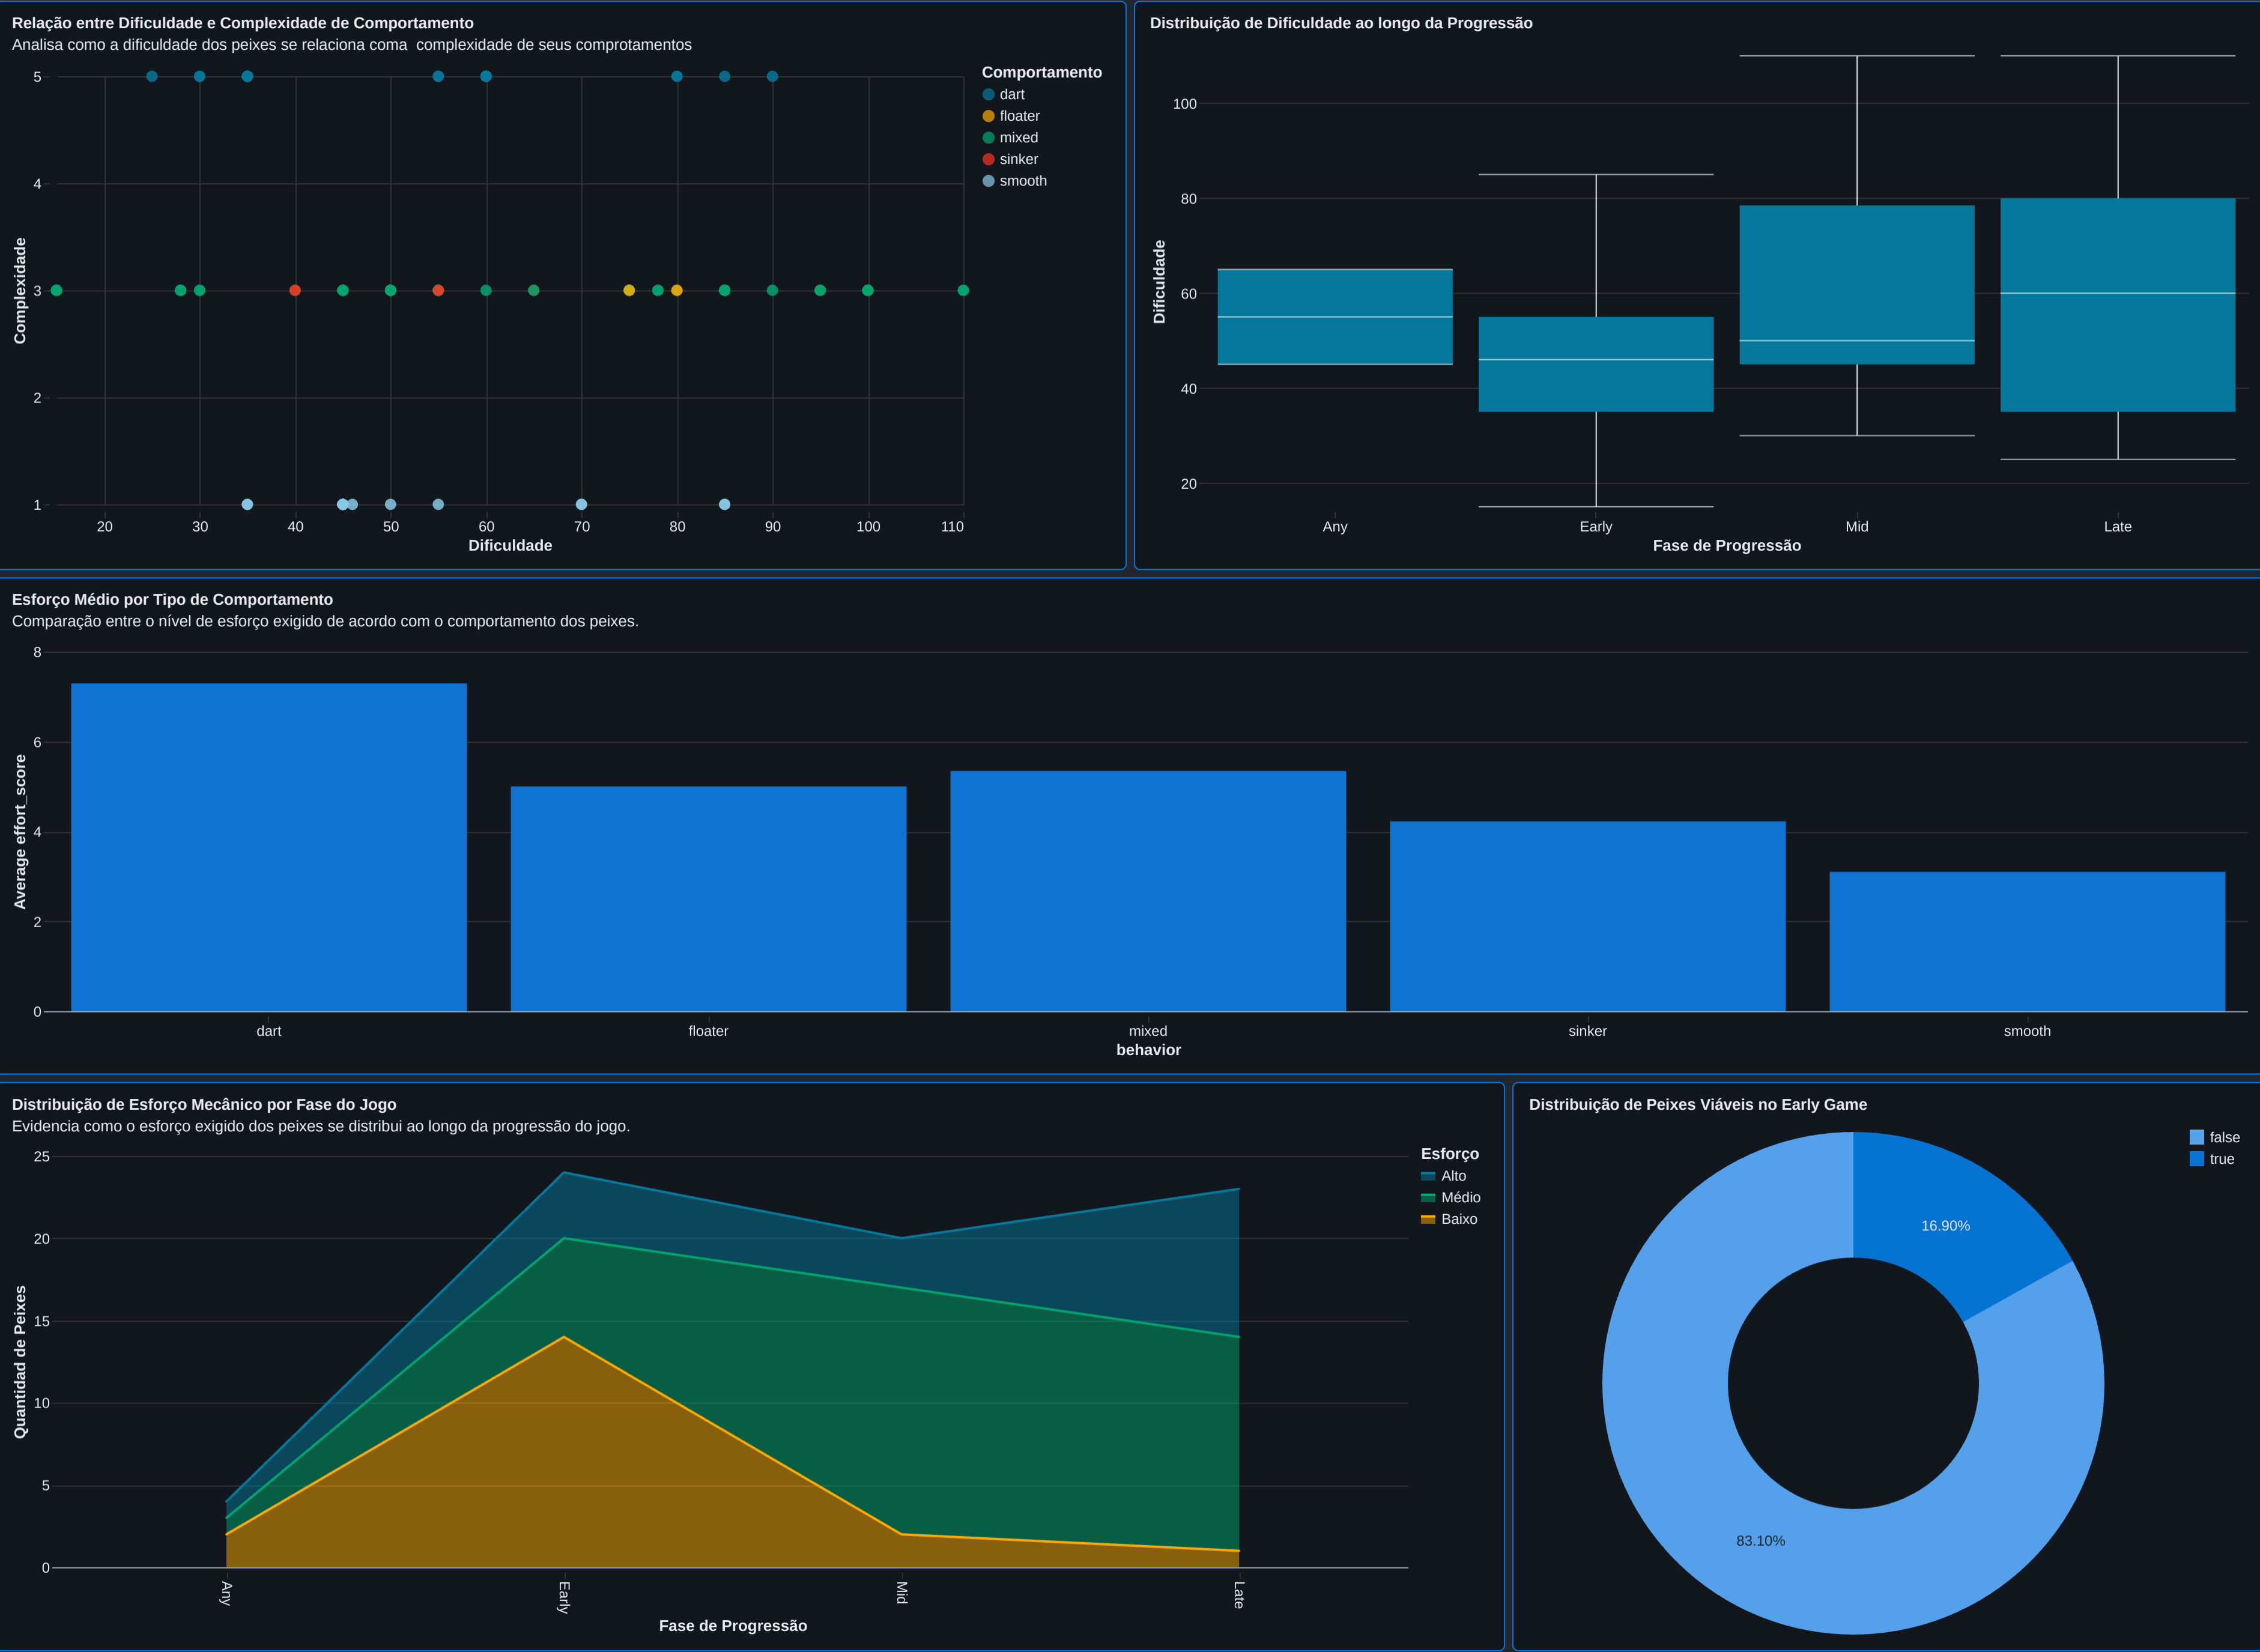 Relação entre Dificuldade e Complexidade de Comportamento
Analisa como a dificuldade dos peixes se relaciona coma  complexidade de seus comprotamentos
5
4
3
2
1
Complexidade
20 30 40 50 60 70 80 90 100 110
Dificuldade
Comportamento
dart
floater
mixed
sinker
smooth
Distribuição de Dificuldade ao longo da Progressão
100
80
60
40
20
Dificuldade
Any Early Mid Late
Fase de Progressão
Esforço Médio por Tipo de Comportamento
Comparação entre o nível de esforço exigido de acordo com o comportamento dos peixes.
8
6
4
2
0
Average effort_score
dart floater mixed sinker smooth
behavior
Distribuição de Esforço Mecânico por Fase do Jogo
Evidencia como o esforço exigido dos peixes se distribui ao longo da progressão do jogo.
25
20
15
10
5
0
Quantidad de Peixes
Any Early Mid Late
Fase de Progressão
Esforço
Alto
Médio
Baixo
Distribuição de Peixes Viáveis no Early Game
false
true
16.90%
83.10%